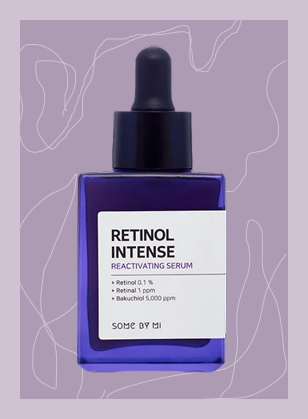 RETINOL
INTENSE
REACTIVATING SERUM
+ Retinol 0.1 %
+ Retinal 1 ppm
+ Bakuchiol 5,000 ppm
SOME BY MI